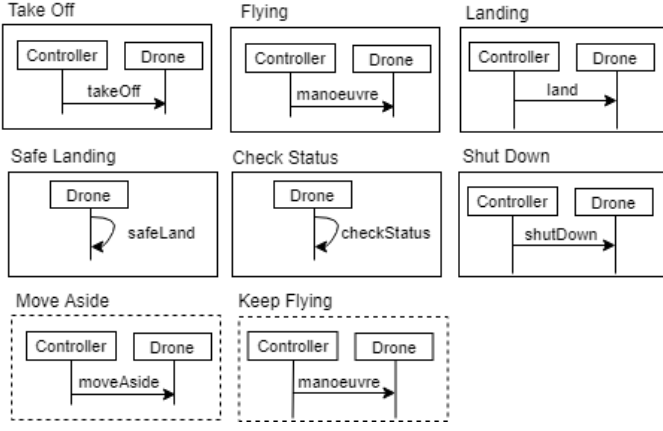 Take Off
Flying
Landing
Controller Drone
Controller Drone
Controller Drone
takeOff
manoeuvre
land
Safe Landing
Check Status
Shut Down
Drone
Drone
Controller Drone
safeLand
checkStatus
shutDown
Move Aside
Keep Flying
Controller Drone
Controller Drone
moveAside
manoeuvre